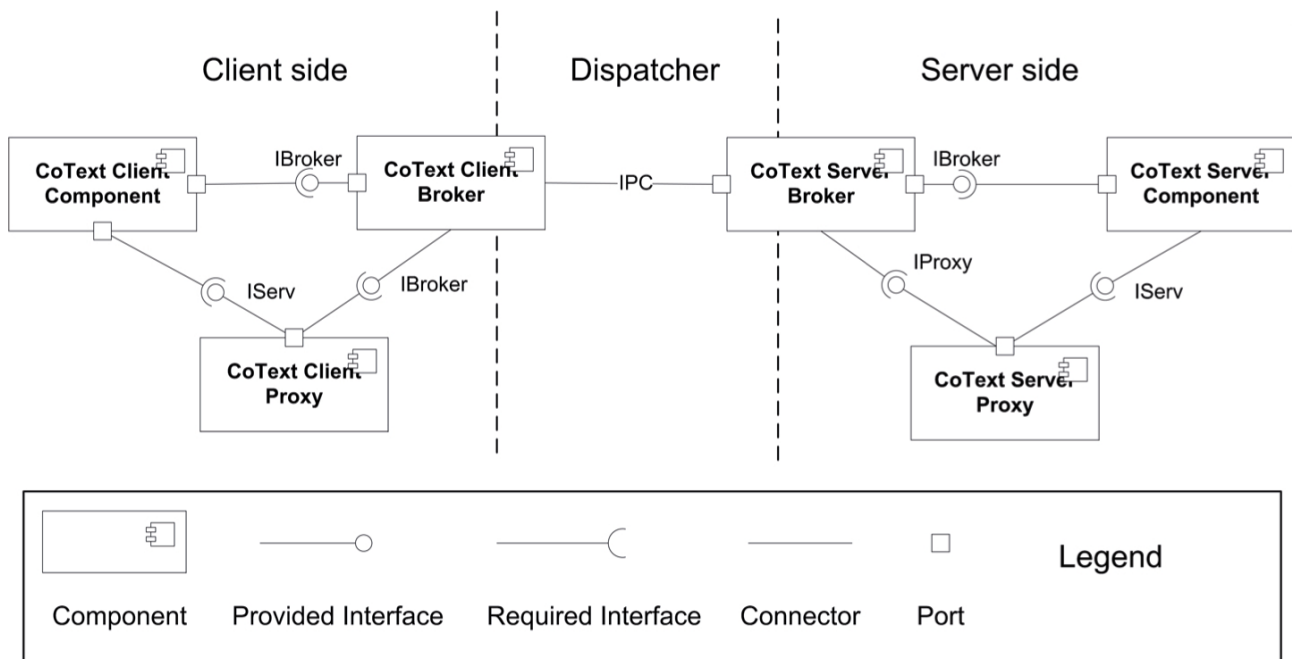 Client side
Dispatcher
Server side
CoText Client
Component
IBroker
CoText Client
Broker
IPC
CoText Server
Broker
IBroker
CoText Server
Component
IServ
IBroker
IProxy
IServ
CoText Client
Proxy
CoText Server
Proxy
Legend
Component
Provided Interface
Required Interface
Connector
Port